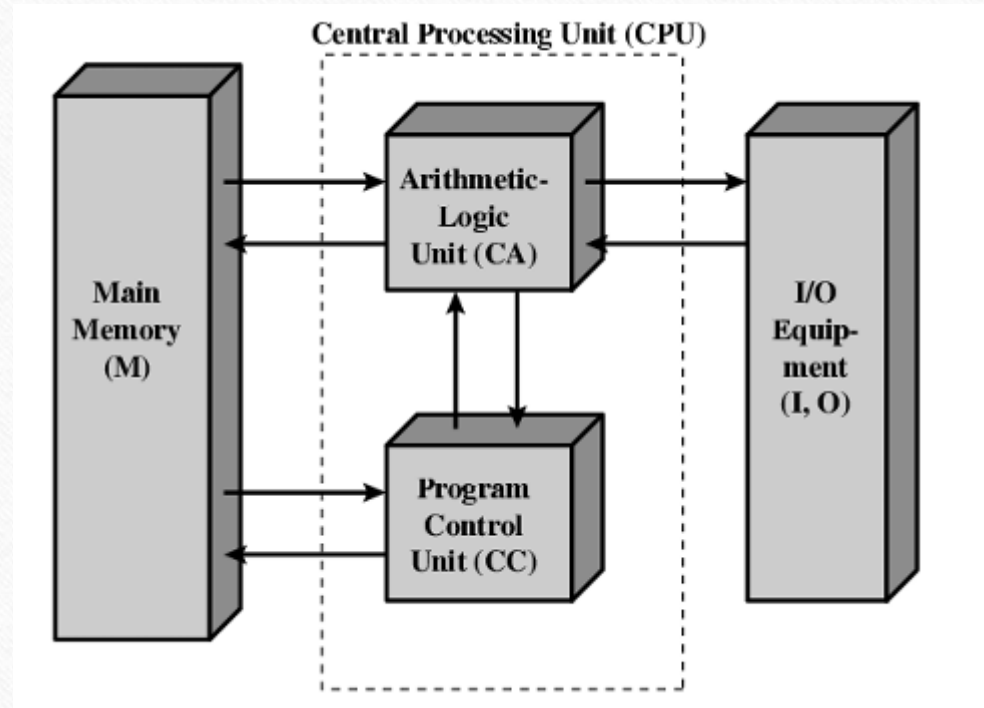 Central Processing Unit (CPU)
Arithmetic-
Logic
Unit (CA)
Main
Memory
(M)
I/O
Equip-
ment
(I, O)
Program
Control
Unit (CC)